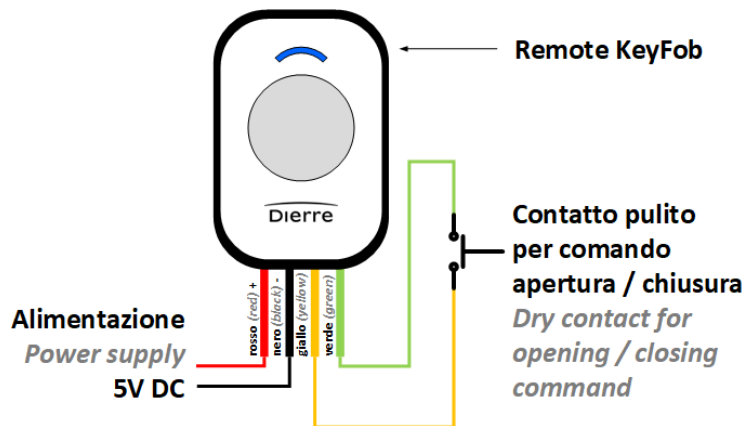 Remote KeyFob
Dierre
rosso (red) +
nero (black) -
giallo (yellow)
verde (green)
Alimentazione
Power supply
5V DC
Contatto pulito
per comando
apertura / chiusura
Dry contact for
opening / closing
command